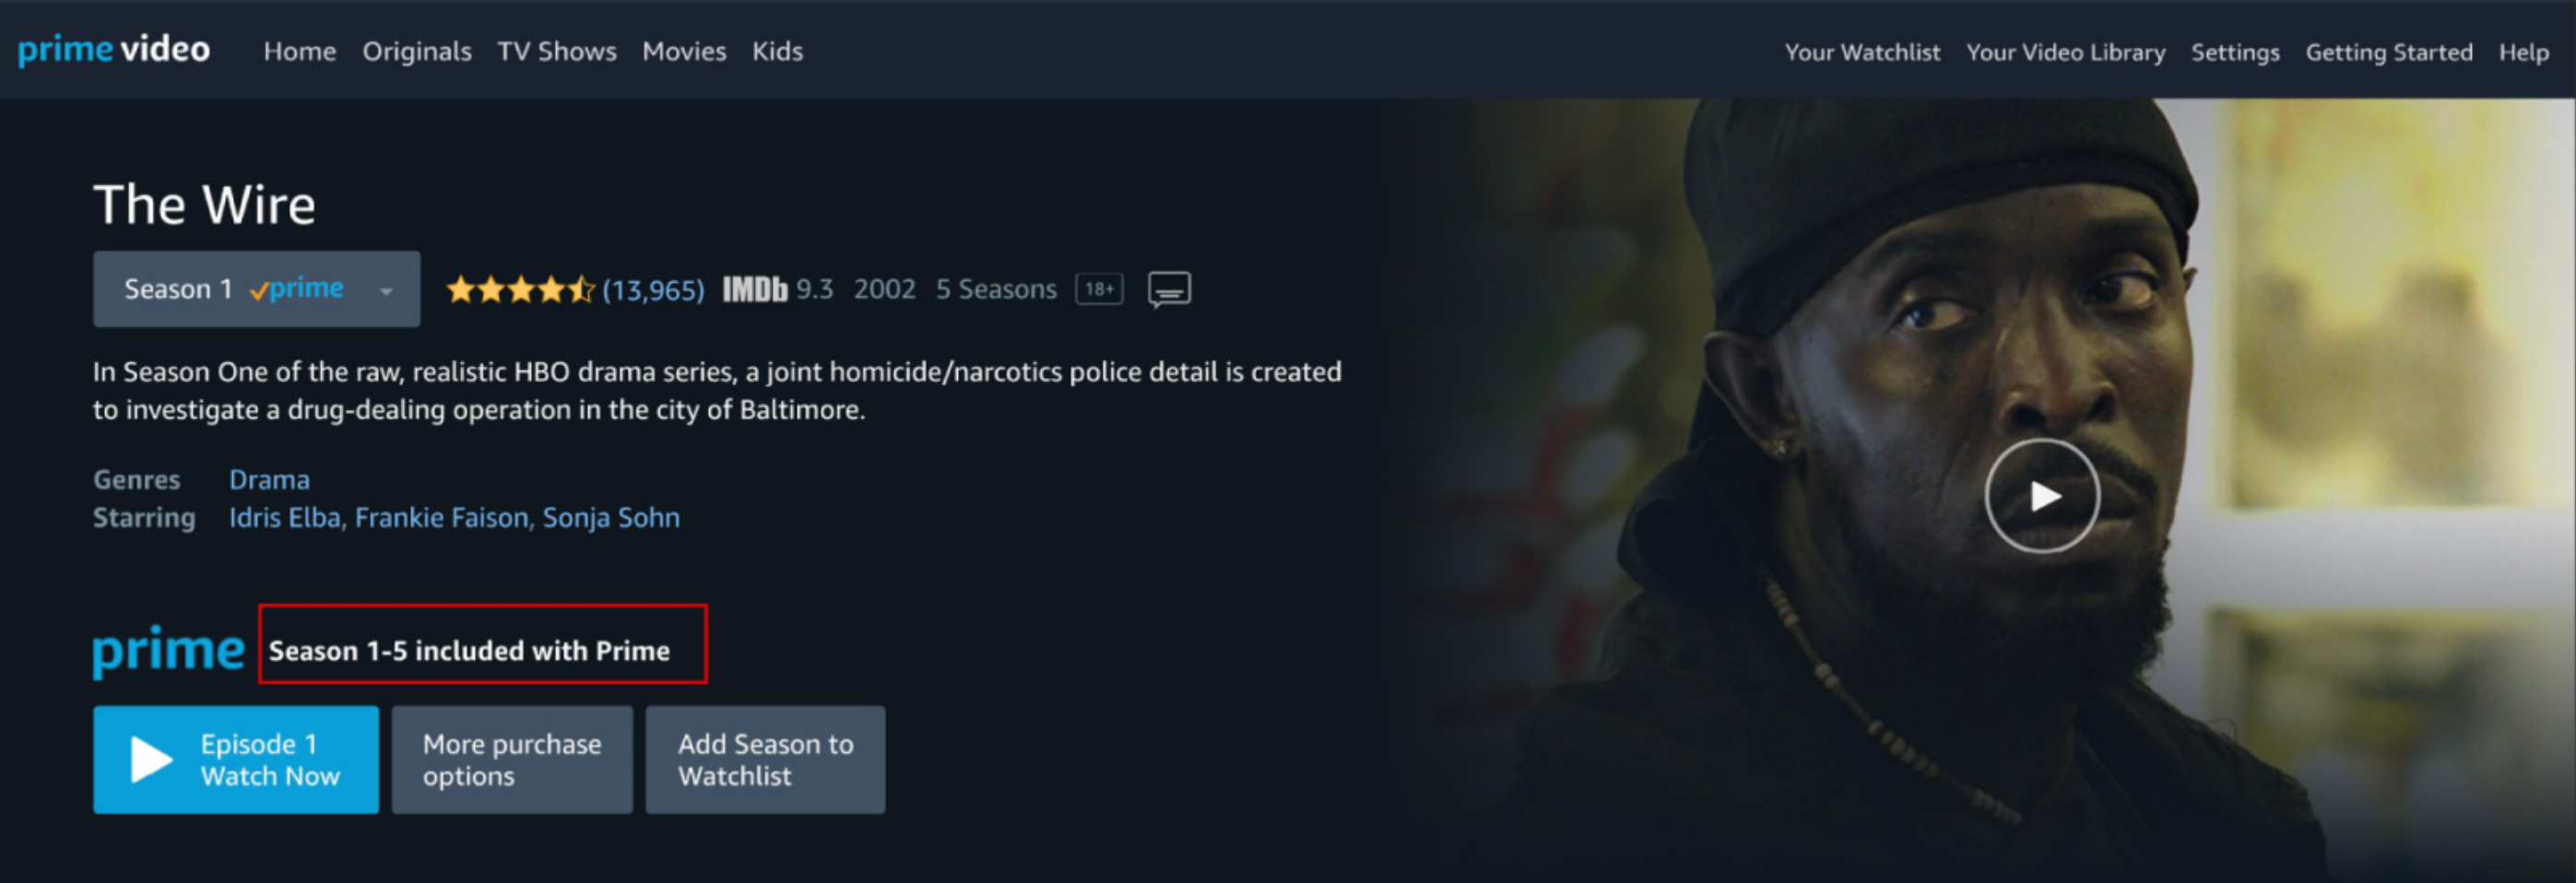 prime video Home Originals TV Shows Movies Kids Your Watchlist Your Video Library Settings Getting Started Help
The Wire
Season 1 prime (13,965) IMDb 9.3 2002 5 Seasons 18+
In Season One of the raw, realistic HBO drama series, a joint homicide/narcotics police detail is created
to investigate a drug-dealing operation in the city of Baltimore.
Genres Drama
Starring Idris Elba, Frankie Faison, Sonja Sohn
prime Season 1-5 included with Prime
Episode 1
Watch Now
More purchase
options
Add Season to
Watchlist